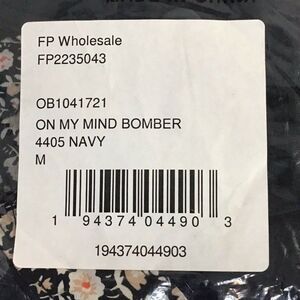 FP Wholesale
FP2235043
OB1041721
ON MY MIND BOMBER
4405 NAVY
M
1 94374 04490 3
194374044903